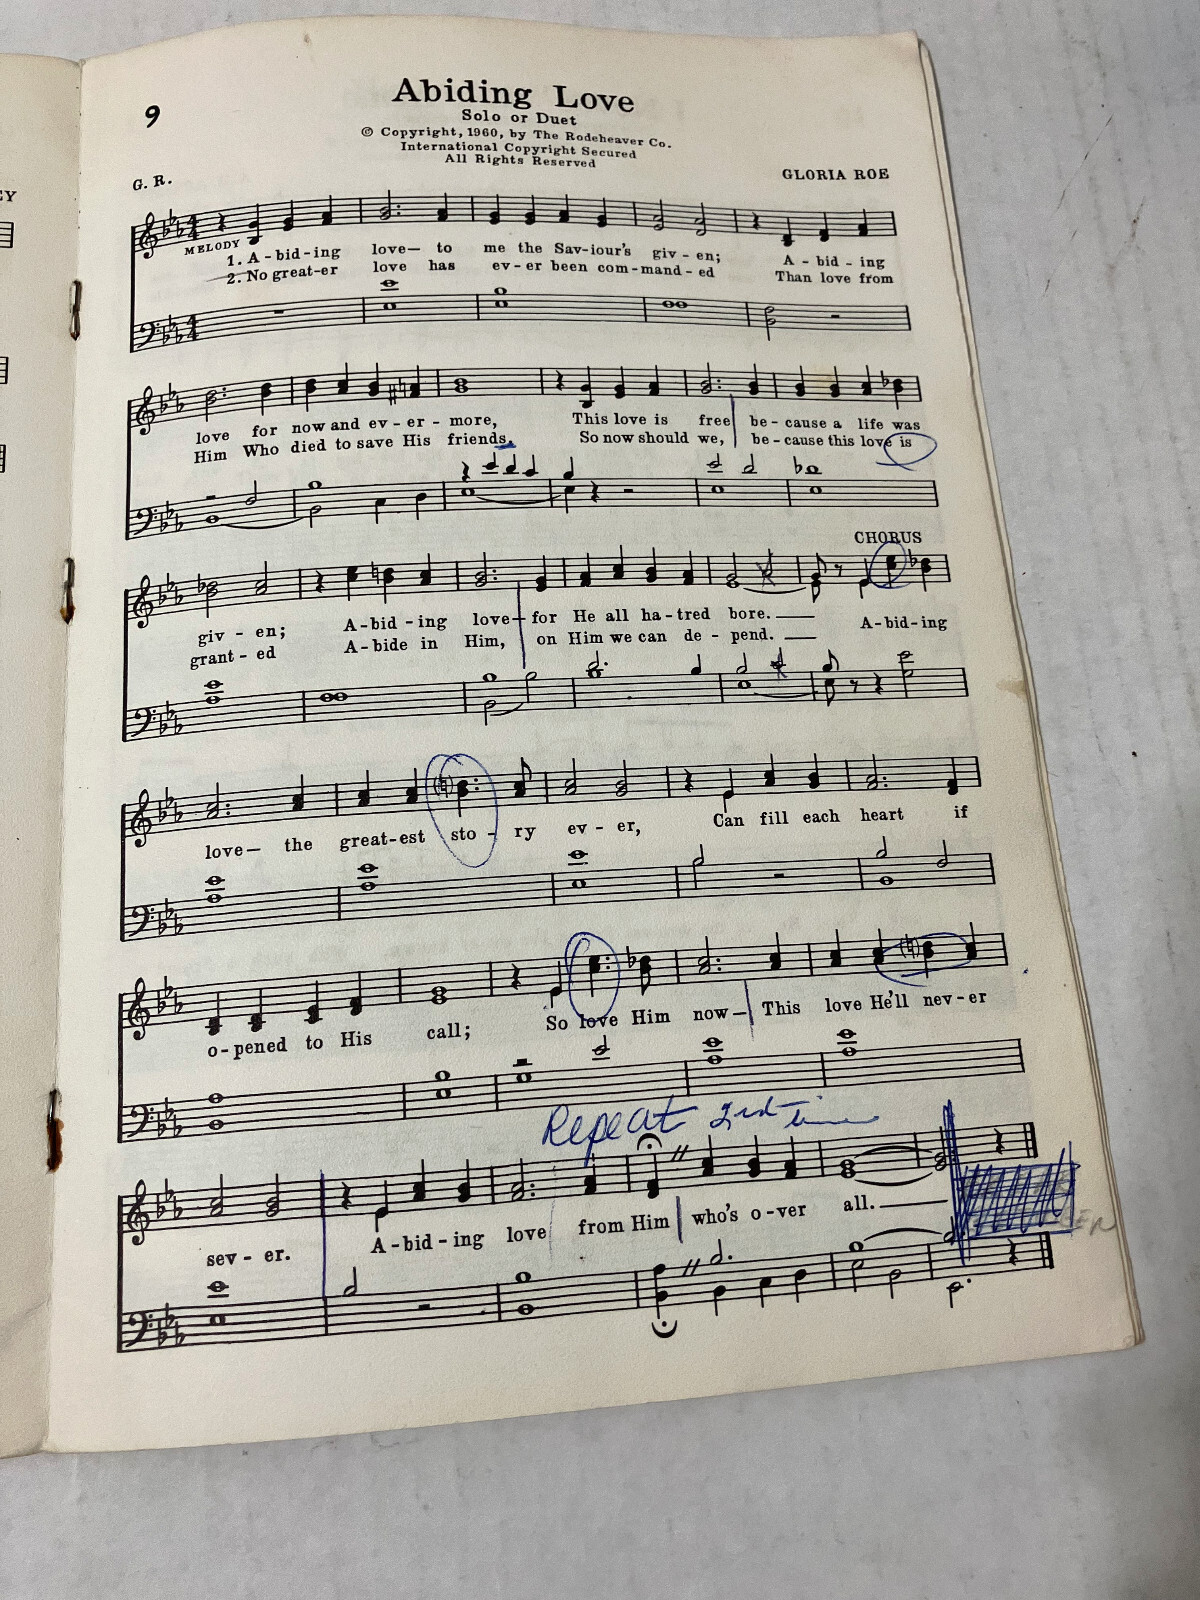 EY
9
Abiding Love
Solo or Duet
© Copyright, 1960, by The Rodeheaver Co.
International Copyright Secured
All Rights Reserved
G. R.
GLORIA ROE
MELODY
1. A - bid - ing love— to me the Sav - iour's giv - en; A - bid - ing
2. No great - er love has ev - er been com - mand - ed Than love from
love for now and ev - er - more, This love is free be - cause a life was
Him Who died to save His friends. So now should we, be - cause this love is
CHORUS
giv - en; A - bid - ing love— for He all ha - tred bore. A - bid - ing
grant - ed A - bide in Him, on Him we can de - pend.
love— the great - est sto - ry ev - er, Can fill each heart if
o - pened to His call; So love Him now— This love He'll nev - er
Repeat 2nd time
sev - er. A - bid - ing love from Him who's o - ver all.